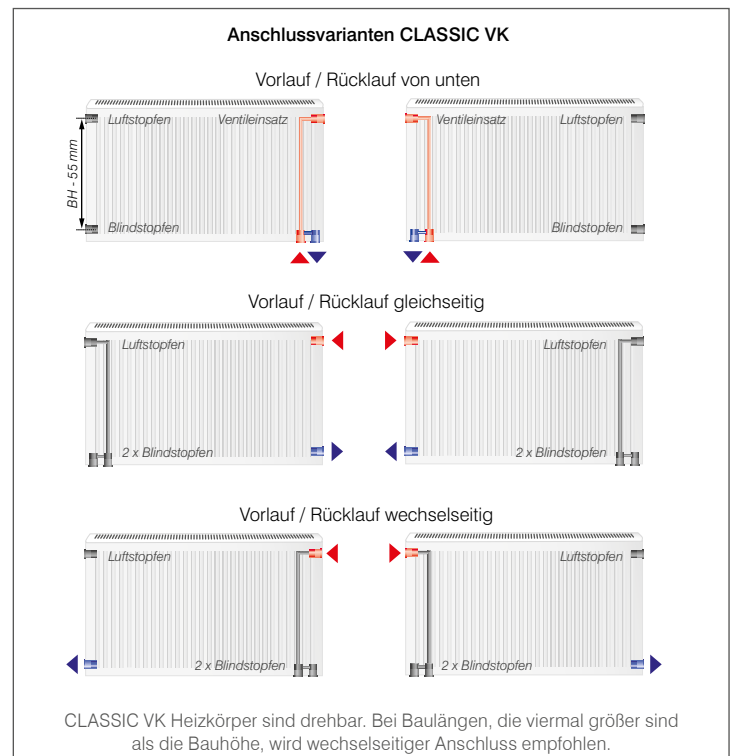 Anschlussvarianten CLASSIC VK
Vorlauf / Rücklauf von unten
Luftstopfen
Ventileinsatz
Ventileinsatz
Luftstopfen
BH - 55 mm
Blindstopfen
Blindstopfen
Vorlauf / Rücklauf gleichseitig
Luftstopfen
Luftstopfen
2 x Blindstopfen
2 x Blindstopfen
Vorlauf / Rücklauf wechselseitig
Luftstopfen
Luftstopfen
2 x Blindstopfen
2 x Blindstopfen
CLASSIC VK Heizkörper sind drehbar. Bei Baulängen, die viermal größer sind
als die Bauhöhe, wird wechselseitiger Anschluss empfohlen.